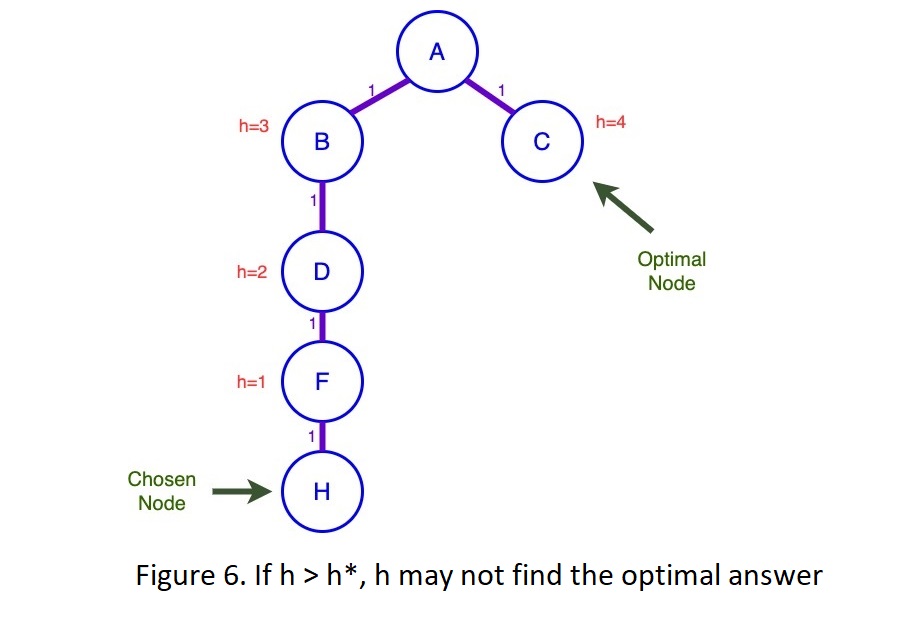 A
1
1
h=3
B
C
h=4
1
h=2
D
Optimal
Node
1
h=1
F
1
Chosen
Node
H
Figure 6. If h > h*, h may not find the optimal answer